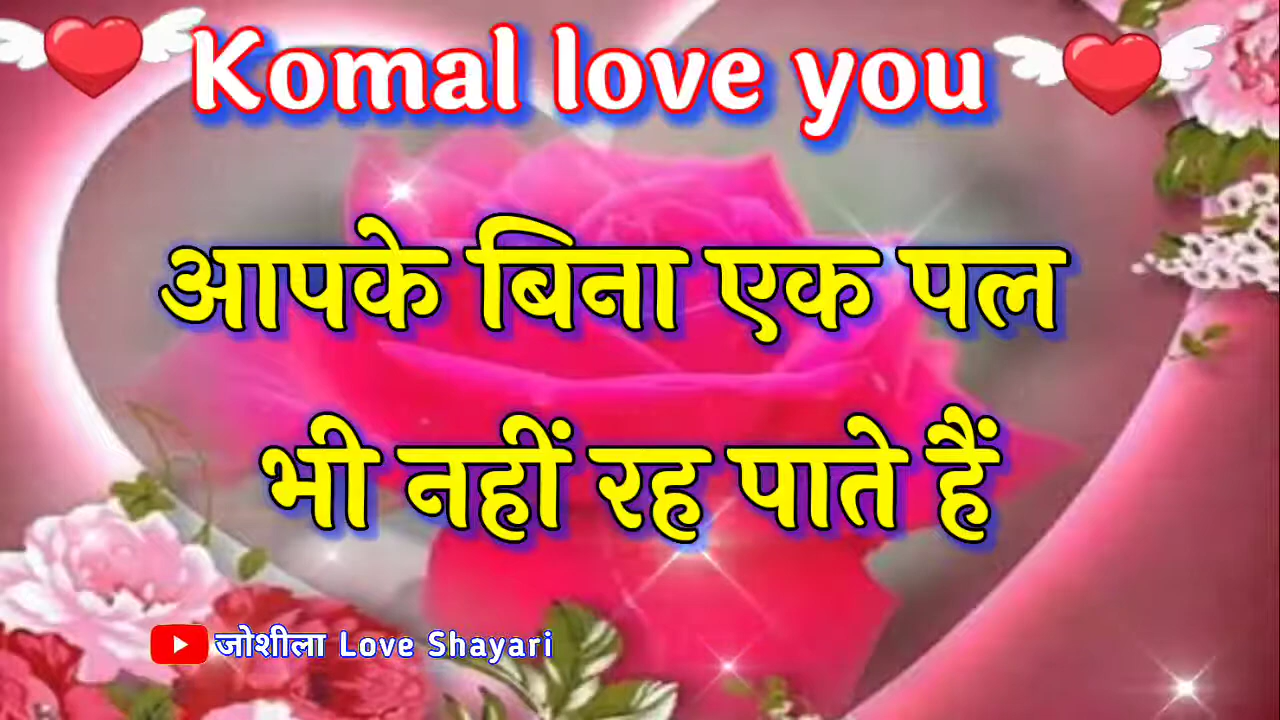 Komal love you
आपके बिना एक पल
भी नहीं रह पाते हैं
जोशीला Love Shayari